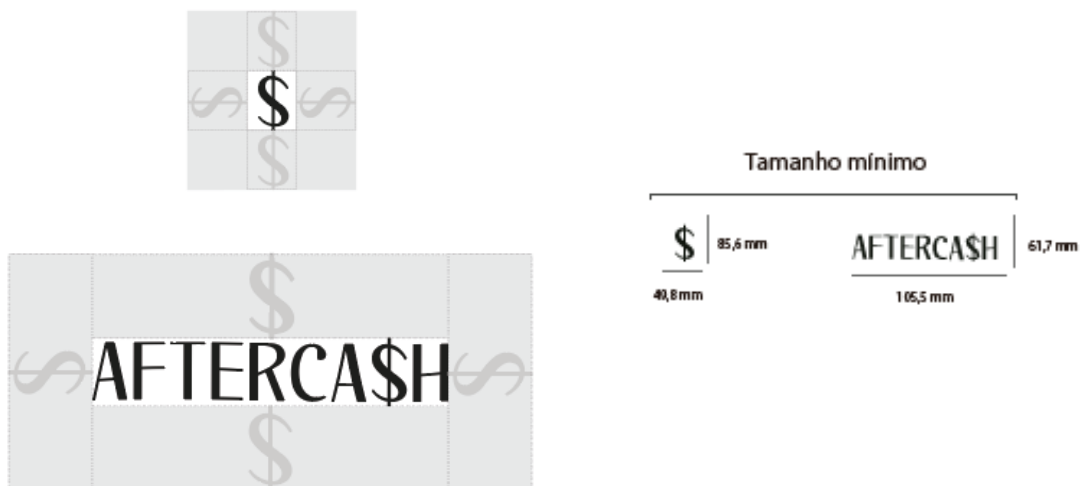 $
$
$ $ $
$
Tamanho mínimo
$
85,6 mm
49,8 mm
AFTERCA$H
61,7 mm
105,5 mm
$
$ AFTERCA$H $
$